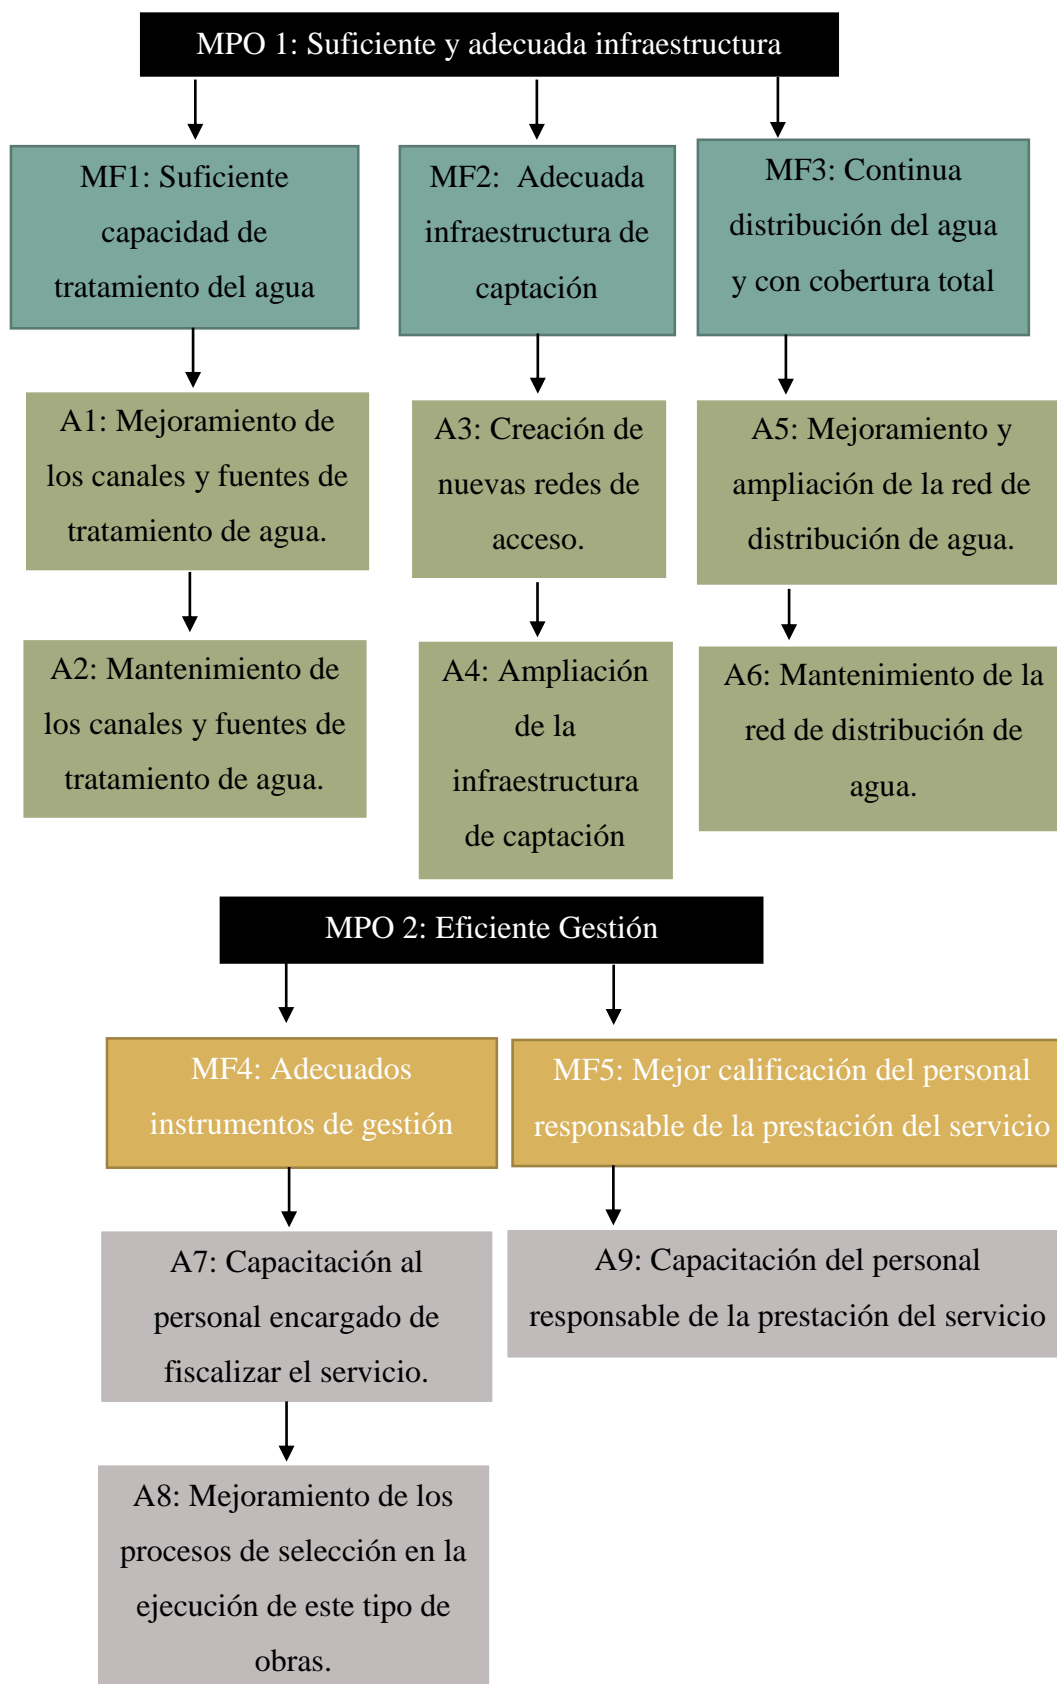 MPO 1: Suficiente y adecuada infraestructura
MF1: Suficiente
capacidad de
tratamiento del agua
MF2:  Adecuada
infraestructura de
captación
MF3: Continua
distribución del agua
y con cobertura total
A1: Mejoramiento de
los canales y fuentes de
tratamiento de agua.
A3: Creación de
nuevas redes de
acceso.
A5: Mejoramiento y
ampliación de la red de
distribución de agua.
A2: Mantenimiento de
los canales y fuentes de
tratamiento de agua.
A4: Ampliación
de la
infraestructura
de captación
A6: Mantenimiento de la
red de distribución de
agua.
MPO 2: Eficiente Gestión
MF4: Adecuados
instrumentos de gestión
MF5: Mejor calificación del personal
responsable de la prestación del servicio
A7: Capacitación al
personal encargado de
fiscalizar el servicio.
A9: Capacitación del personal
responsable de la prestación del servicio
A8: Mejoramiento de los
procesos de selección en la
ejecución de este tipo de
obras.